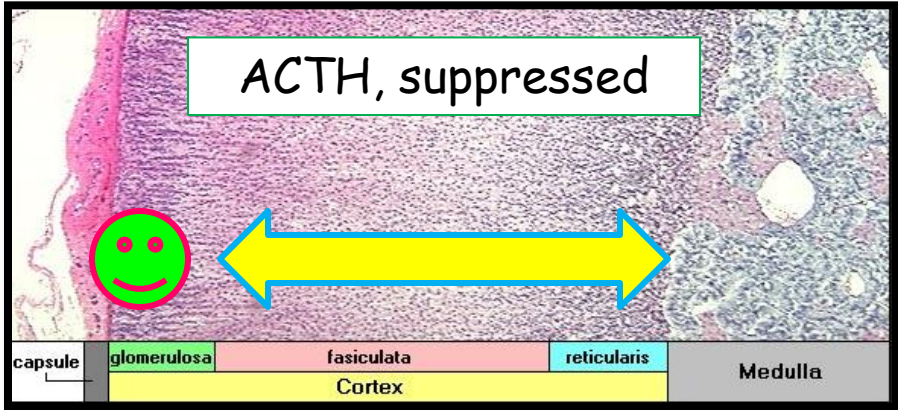 ACTH, suppressed
capsule
glomerulosa
fasiculata
reticularis
Cortex
Medulla